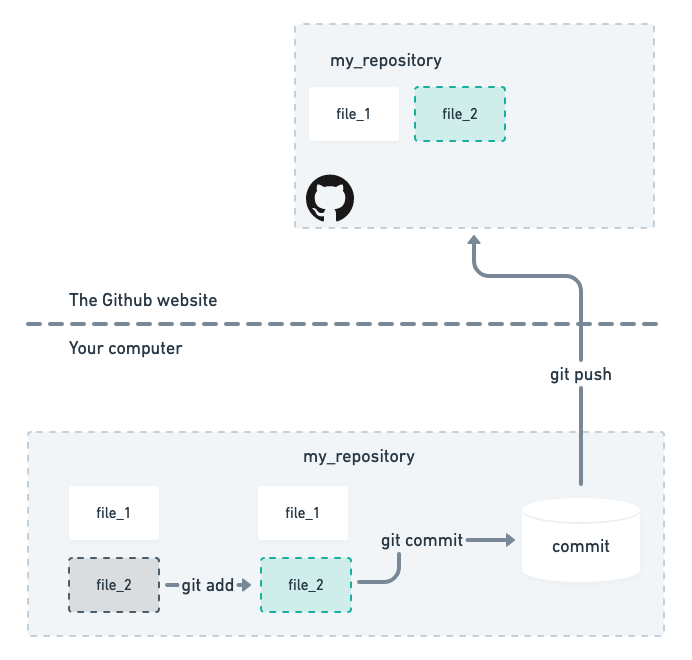 my_repository
file_1
file_2
The Github website
Your computer
git push
my_repository
file_1
file_1
git commit
commit
file_2
git add
file_2